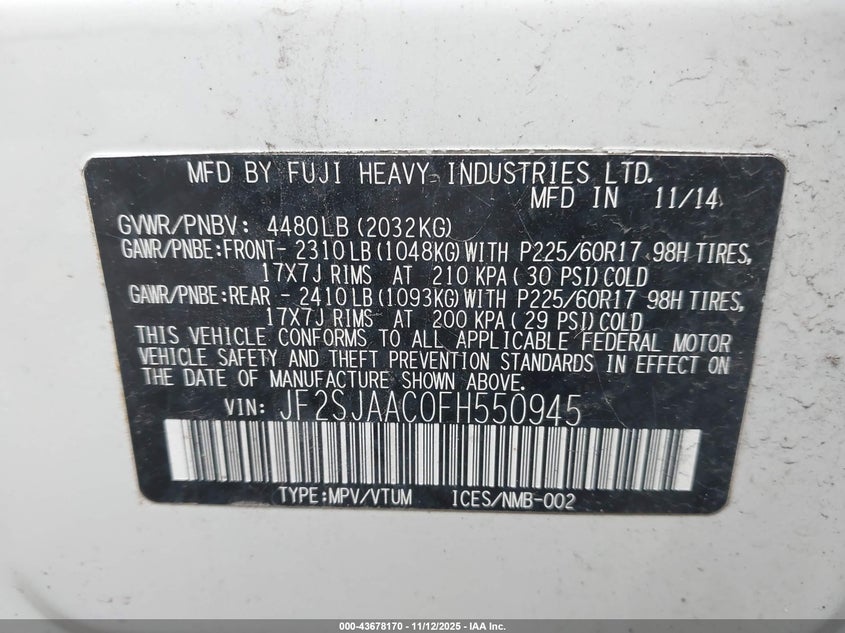 MFD BY FUJI HEAVY INDUSTRIES LTD.
MFD IN 11/14
GVWR/PNBV: 4480LB (2032KG)
GAWR/PNBE:FRONT- 2310LB (1048KG) WITH P225/60R17 98H TIRES,
17X7J RIMS AT 210 KPA ( 30 PSI) COLD
GAWR/PNBE:REAR - 2410LB (1093KG) WITH P225/60R17 98H TIRES,
17X7J RIMS AT 200 KPA ( 29 PSI) COLD
THIS VEHICLE CONFORMS TO ALL APPLICABLE FEDERAL MOTOR
VEHICLE SAFETY AND THEFT PREVENTION STANDARDS IN EFFECT ON
THE DATE OF MANUFACTURE SHOWN ABOVE.
VIN: JF2SJAAC0FH550945
TYPE:MPV/VTUM ICES/NMB-002
000-43678170 - 11/12/2025 - IAA Inc.